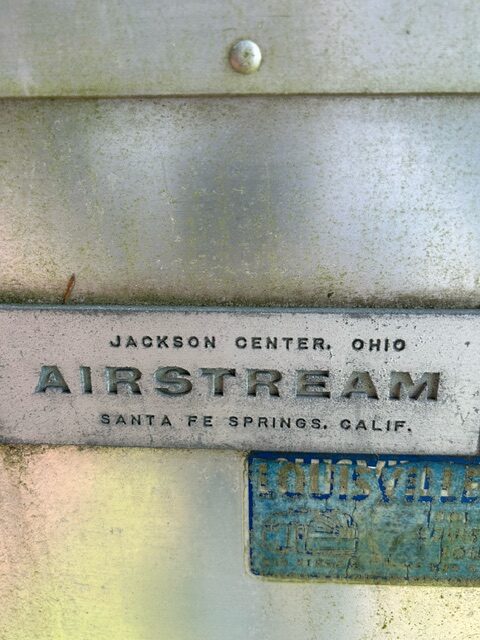 JACKSON CENTER, OHIO
AIRSTREAM
SANTA FE SPRINGS, CALIF.
LOUISVILLE